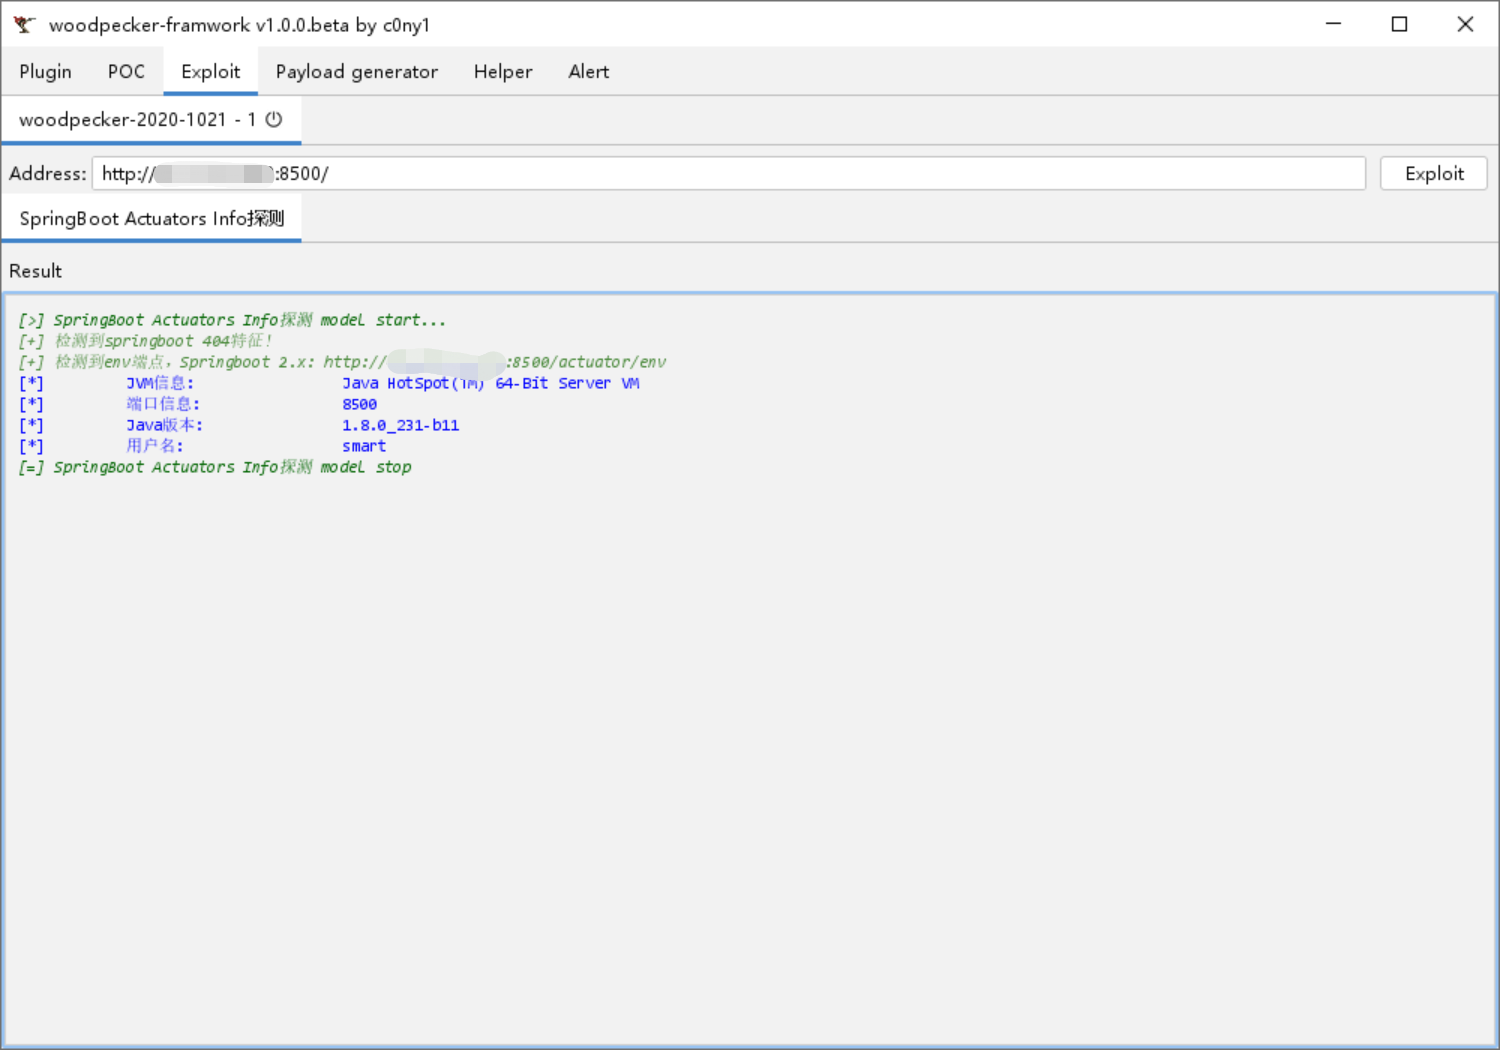 woodpecker-framwork v1.0.0.beta by c0ny1
Plugin POC Exploit Payload generator Helper Alert
woodpecker-2020-1021 - 1
Address: http:// :8500/ Exploit
SpringBoot Actuators Info探测
Result
[>] SpringBoot Actuators Info探测 model start...
[+] 检测到springboot 404特征!
[+] 检测到env端点，Springboot 2.x: http:// :8500/actuator/env
[*] JVM信息: Java HotSpot(TM) 64-Bit Server VM
[*] 端口信息: 8500
[*] Java版本: 1.8.0_231-b11
[*] 用户名: smart
[=] SpringBoot Actuators Info探测 model stop